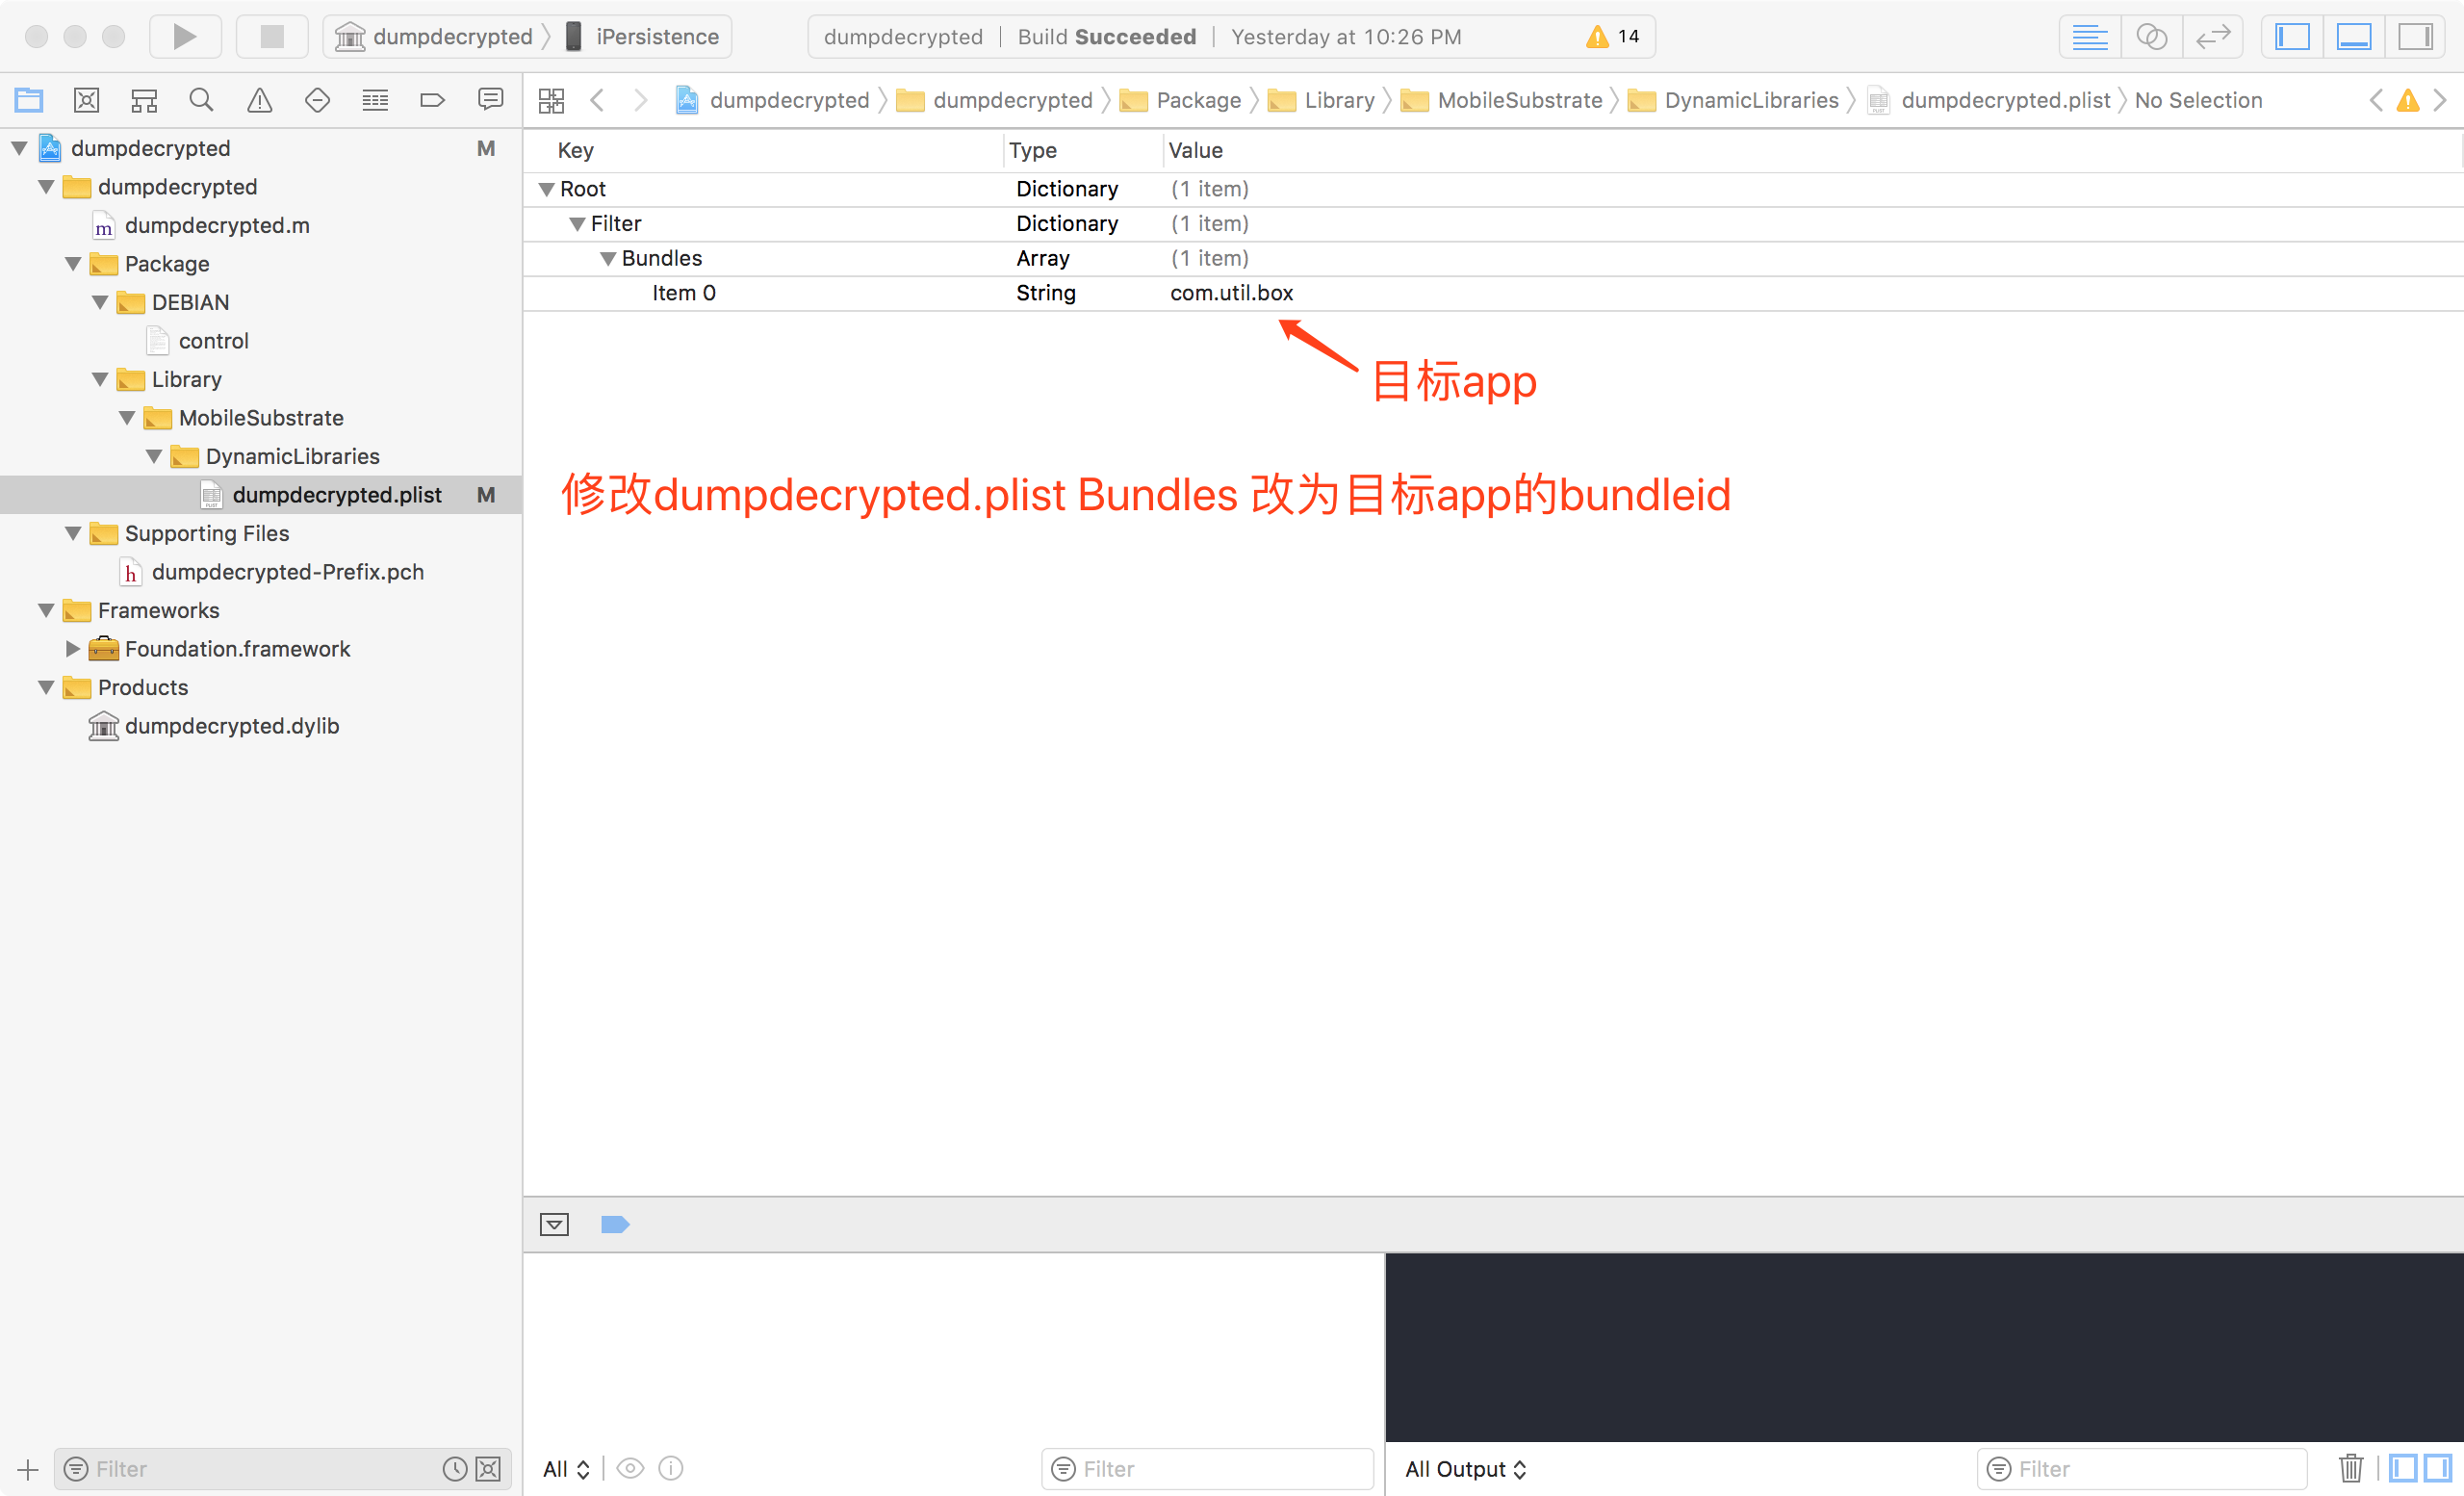 dumpdecrypted 〉 iPersistence
dumpdecrypted | Build Succeeded | Yesterday at 10:26 PM 14
dumpdecrypted 〉 dumpdecrypted 〉 Package 〉 Library 〉 MobileSubstrate 〉 DynamicLibraries 〉 dumpdecrypted.plist 〉 No Selection
dumpdecrypted M
dumpdecrypted
m dumpdecrypted.m
Package
DEBIAN
control
Library
MobileSubstrate
DynamicLibraries
dumpdecrypted.plist M
Supporting Files
h dumpdecrypted-Prefix.pch
Frameworks
Foundation.framework
Products
dumpdecrypted.dylib
Key Type Value
Root Dictionary (1 item)
Filter Dictionary (1 item)
Bundles Array (1 item)
Item 0 String com.util.box
目标app
修改dumpdecrypted.plist Bundles 改为目标app的bundleid
Filter
All Filter
All Output Filter